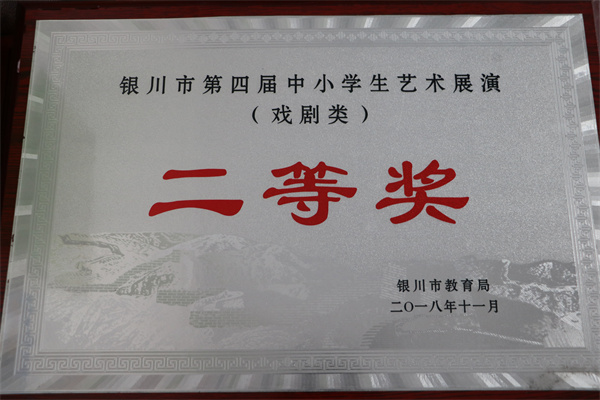 银川市第四届中小学生艺术展演
（戏剧类）
二等奖
银川市教育局
二〇一八年十一月